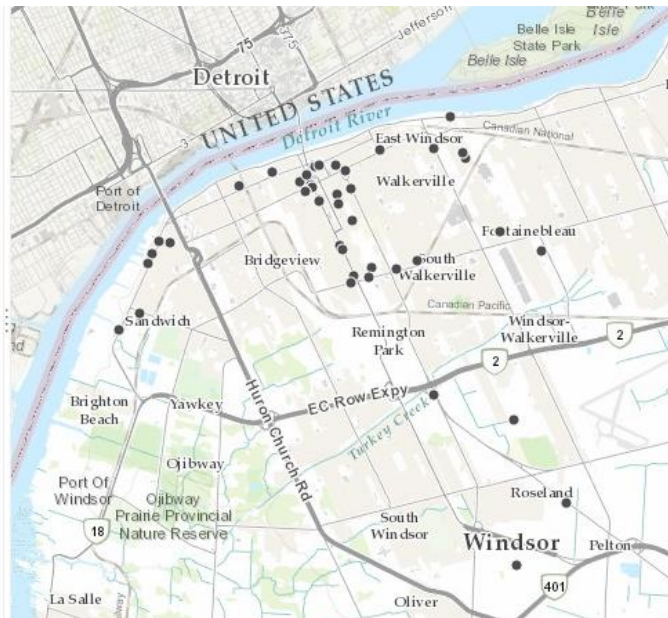 75
375
Detroit
Jefferson
Belle Isle
State Park
Belle
Isle
Belle Isle
UNITED STATES
Detroit River
3
Port of
Detroit
East Windsor
Canadian National
Walkerville
Fontainebleau
Bridgeview
South
Walkerville
Canadian Pacific
Sandwich
Remington
Park
Windsor-
Walkerville
2
2
EC Row Expy
Huron Church Rd
Turkey Creek
Brighton
Beach
Yawkey
Ojibway
Port Of
Windsor
Ojibway
Prairie Provincial
Nature Reserve
18
Roseland
South
Windsor
Windsor
Pelton
401
La Salle
Oliver